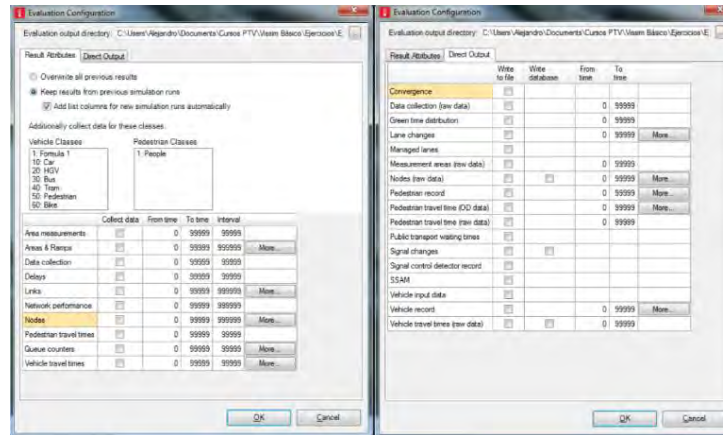 Evaluation Configuration
Evaluation output directory: C:\Users\Alejandro\Documents\Cursos PTV\Vissim Básico\Ejercicios\E
Result Attributes Direct Output
Overwrite all previous results
Keep results from previous simulation runs
Add list columns for new simulation runs automatically
Additionally collect data for these classes:
Vehicle Classes Pedestrian Classes
1: Formula 1 1: People
10: Car
20: HGV
30: Bus
40: Tram
50: Pedestrian
60: Bike
Collect data From time To time Interval
Area measurements 0 99999 99999
Areas & Ramps 0 99999 99999 More...
Data collection 0 99999 99999
Delays 0 99999 99999
Links 0 99999 99999 More...
Network performance 0 99999 99999
Nodes 0 99999 99999 More...
Pedestrian travel times 0 99999 99999
Queue counters 0 99999 99999 More...
Vehicle travel times 0 99999 99999 More...
OK Cancel
Evaluation Configuration
Evaluation output directory: C:\Users\Alejandro\Documents\Cursos PTV\Vissim Básico\Ejercicios\E
Result Attributes Direct Output
Write to file Write database From time To time
Convergence
Data collection (raw data) 0 99999
Green time distribution 0 99999
Lane changes 0 99999 More...
Managed lanes
Measurement areas (raw data) 0 99999
Nodes (raw data) 0 99999 More...
Pedestrian record 0 99999 More...
Pedestrian travel time (OD data) 0 99999 More...
Pedestrian travel time (raw data) 0 99999
Public transport waiting times
Signal changes
Signal control detector record
SSAM
Vehicle input data
Vehicle record 0 99999 More...
Vehicle travel times (raw data) 0 99999
OK Cancel